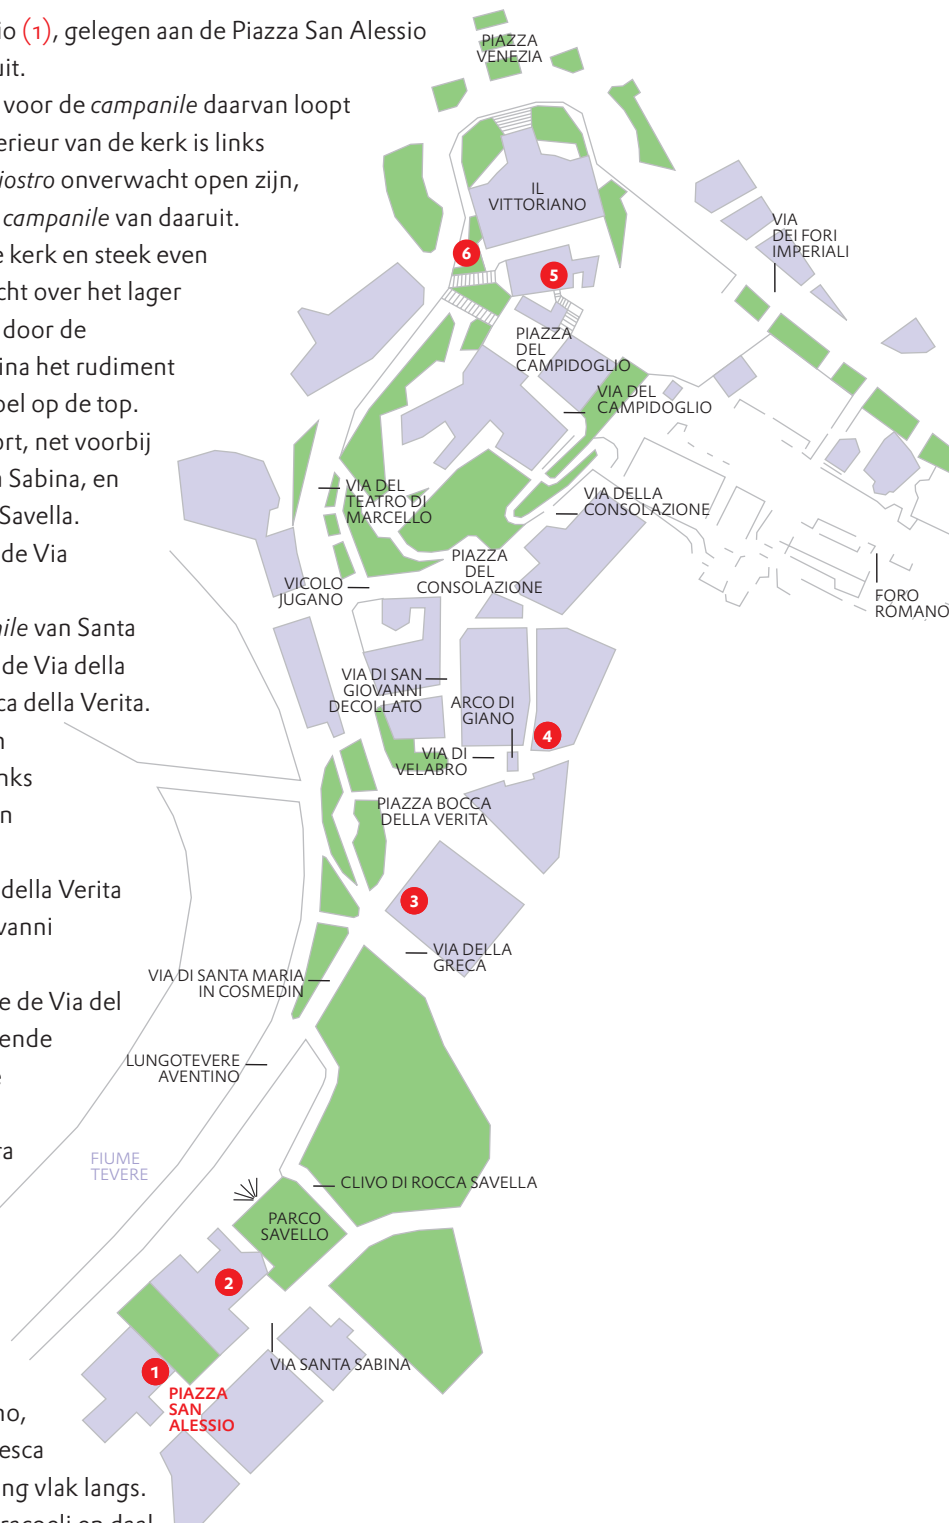 io (1), gelegen aan de Piazza San Alessio
uit.
voor de campanile daarvan loopt
erieur van de kerk is links
iostro onverwacht open zijn,
campanile van daaruit.
e kerk en steek even
cht over het lager
door de
ina het rudiment
pel op de top.
ort, net voorbij
a Sabina, en
Savella.
de Via
nile van Santa
de Via della
ca della Verita.
n
nks
n
della Verita
vanni
e de Via del
ende
e
ra
no,
esca
ng vlak langs.
racoeli en daal
PIAZZA
VENEZIA
IL
VITTORIANO
VIA
DEI FORI
IMPERIALI
6
5
PIAZZA
DEL
CAMPIDOGLIO
VIA DEL
CAMPIDOGLIO
VIA DEL
TEATRO DI
MARCELLO
VIA DELLA
CONSOLAZIONE
PIAZZA
DEL
CONSOLAZIONE
VICOLO
JUGANO
FORO
ROMANO
VIA DI SAN
GIOVANNI
DECOLLATO
ARCO DI
GIANO
4
VIA DI
VELABRO
PIAZZA BOCCA
DELLA VERITA
3
VIA DELLA
GRECA
VIA DI SANTA MARIA
IN COSMEDIN
LUNGOTEVERE
AVENTINO
FIUME
TEVERE
CLIVO DI ROCCA SAVELLA
PARCO
SAVELLO
2
VIA SANTA SABINA
1
PIAZZA
SAN
ALESSIO